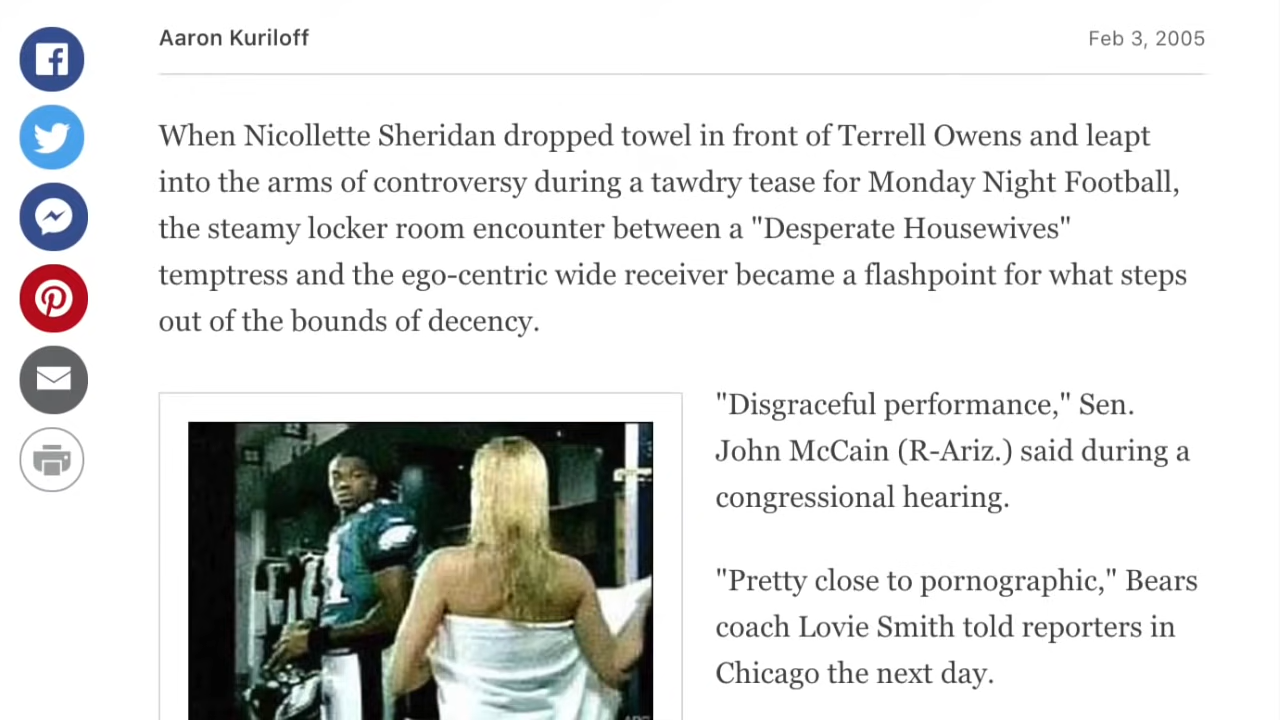 Aaron Kuriloff
Feb 3, 2005
When Nicollette Sheridan dropped towel in front of Terrell Owens and leapt
into the arms of controversy during a tawdry tease for Monday Night Football,
the steamy locker room encounter between a "Desperate Housewives"
temptress and the ego-centric wide receiver became a flashpoint for what steps
out of the bounds of decency.
"Disgraceful performance," Sen.
John McCain (R-Ariz.) said during a
congressional hearing.
"Pretty close to pornographic," Bears
coach Lovie Smith told reporters in
Chicago the next day.